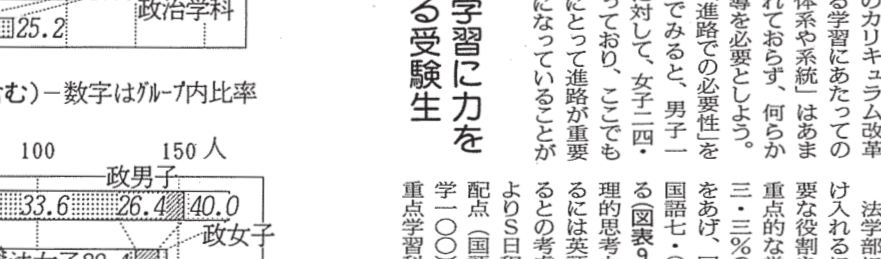 のカリキュラム改革
る学習にあたっての
体系や系統」はあま
れておらず、何らか
導を必要としよう。
進路での必要性」を
でみると、男子一
に対して、女子二四・
っており、ここでも
にとって進路が重要
になっていることが
学習に力を
る受験生
法学部
け入れる
要な役割
重点的な
三・三%の
をあげ、
国語七・
る(図表9
理的思考
るには英語
るとの考
よりS日程
配点(国語
学一〇〇)
重点学習科
政治学科
25.2
む)−数字はグループ内比率
100
150人
政男子
33.6
26.4
40.0
政女子